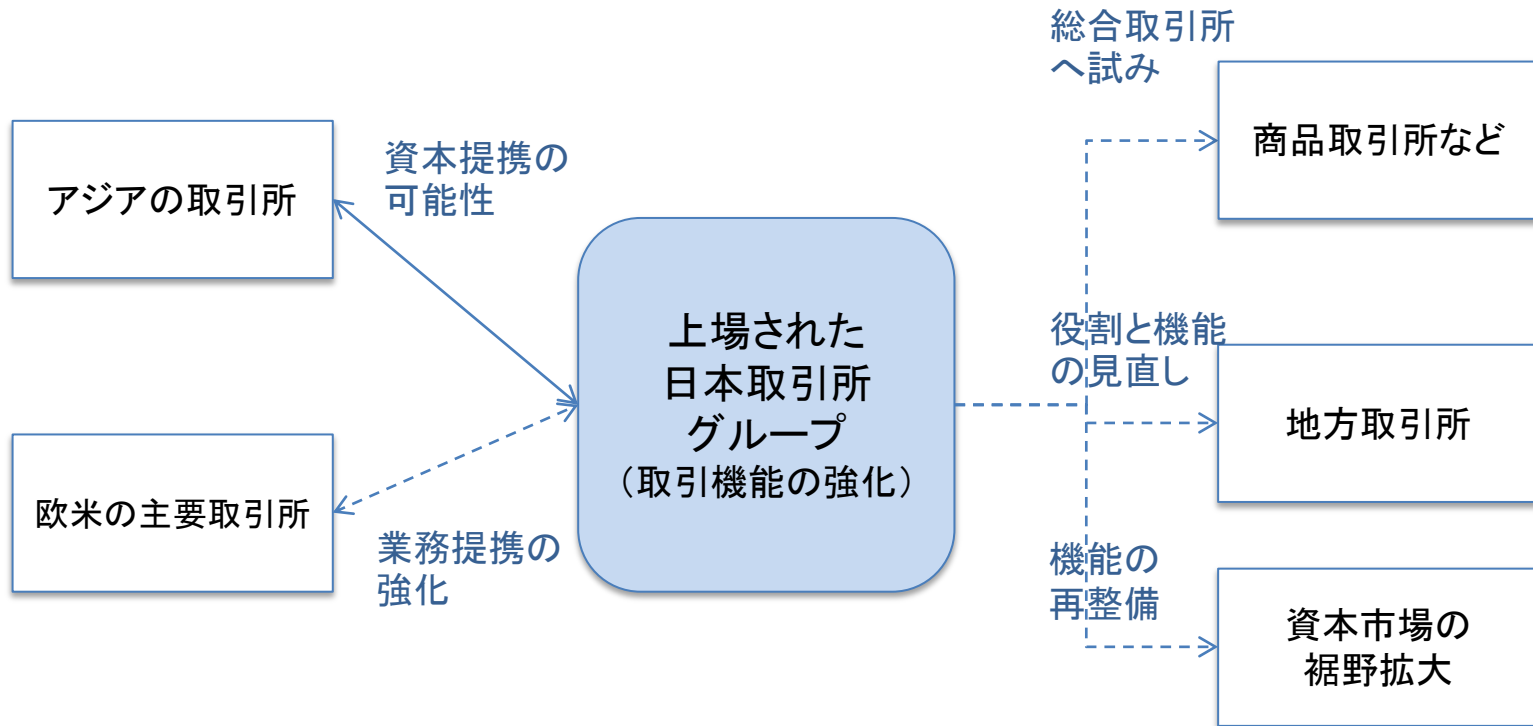 総合取引所
へ試み
商品取引所など
資本提携の
可能性
アジアの取引所
上場された
日本取引所
グループ
（取引機能の強化）
役割と機能
の見直し
地方取引所
欧米の主要取引所
業務提携の
強化
機能の
再整備
資本市場の
裾野拡大